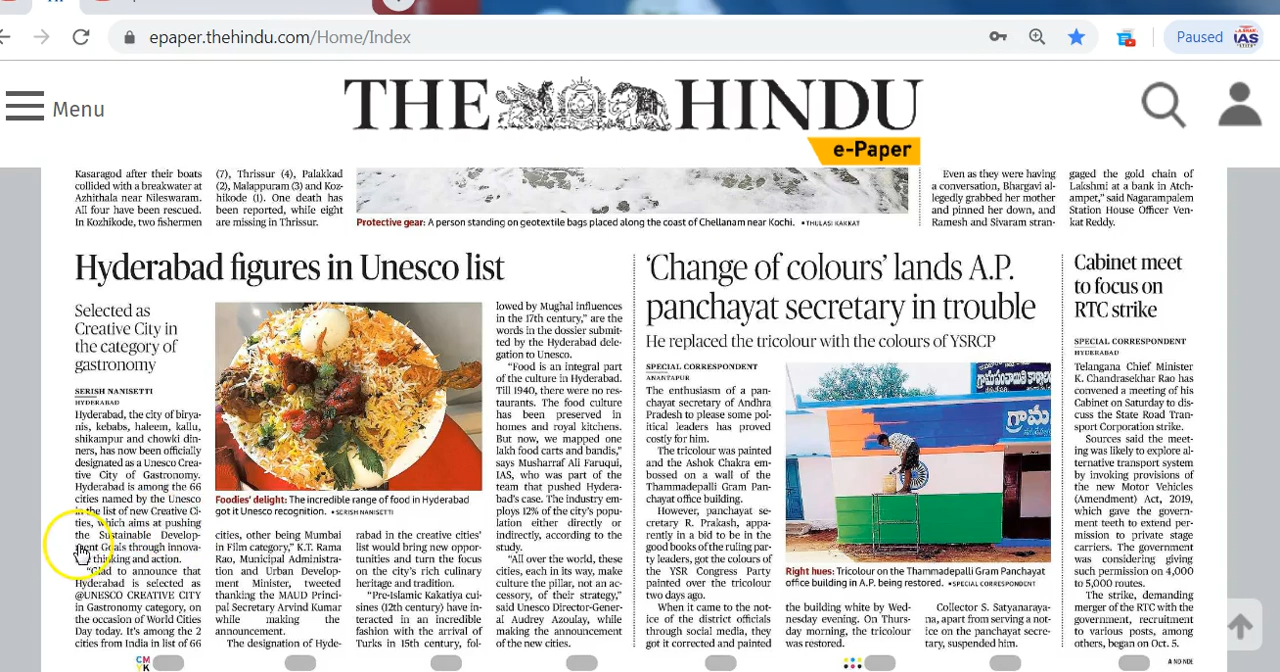 epaper.thehindu.com/Home/Index
Paused
IAS
Menu
THE HINDU
e-Paper
Kasaragod after their boats
collided with a breakwater at
Azhithala near Nileswaram.
All four have been rescued.
In Kozhikode, two fishermen
(7), Thrissur (4), Palakkad
(2), Malappuram (3) and Koz-
hikode (1). One death has
been reported, while eight
are missing in Thrissur.
Protective gear: A person standing on geotextile bags placed along the coast of Chellanam near Kochi. • THULASI KAKKAT
Even as they were having
a conversation, Bhargavi al-
legedly grabbed her mother
and pinned her down, and
Ramesh and Sivaram stran-
gaged the gold chain of
Lakshmi at a bank in Atch-
ampet,” said Nagarampalem
Station House Officer Ven-
kat Reddy.
Hyderabad figures in Unesco list
Selected as
Creative City in
the category of
gastronomy
SERISH NANISETTI
HYDERABAD
Hyderabad, the city of birya-
nis, kebabs, haleem, kallu,
shikampur and chowki din-
ners, has now been officially
designated as a Unesco Crea-
tive City of Gastronomy.
Hyderabad is among the 66
cities named by the Unesco
in the list of new Creative Ci-
ties, which aims at pushing
the Sustainable Develop-
ment Goals through innova-
thinking and action.
“Glad to announce that
Hyderabad is selected as
@UNESCO CREATIVE CITY
in Gastronomy category, on
the occasion of World Cities
Day today. It’s among the 2
cities from India in list of 66
Foodies’ delight: The incredible range of food in Hyderabad
got it Unesco recognition. • SERISH NANISETTI
cities, other being Mumbai
in Film category,” K.T. Rama
Rao, Municipal Administra-
tion and Urban Develop-
ment Minister, tweeted
thanking the MAUD Princi-
pal Secretary Arvind Kumar
while making the
announcement.
The designation of Hyde-
rabad in the creative cities’
list would bring new oppor-
tunities and turn the focus
on the city’s rich culinary
heritage and tradition.
“Pre-Islamic Kakatiya cui-
sines (12th century) have in-
teracted in an incredible
fashion with the arrival of
Turks in 15th century, fol-
lowed by Mughal influences
in the 17th century,” are the
words in the dossier submit-
ted by the Hyderabad dele-
gation to Unesco.
“Food is an integral part
of the culture in Hyderabad.
Till 1940, there were no res-
taurants. The food culture
has been preserved in
homes and royal kitchens.
But now, we mapped one
lakh food carts and bandis,”
says Musharraf Ali Faruqui,
IAS, who was part of the
team that pushed Hydera-
bad’s case. The industry em-
ploys 12% of the city’s popu-
lation either directly or
indirectly, according to the
study.
“All over the world, these
cities, each in its way, make
culture the pillar, not an ac-
cessory, of their strategy,”
said Unesco Director-Gener-
al Audrey Azoulay, while
making the announcement
of the new cities.
‘Change of colours’ lands A.P.
panchayat secretary in trouble
He replaced the tricolour with the colours of YSRCP
SPECIAL CORRESPONDENT
ANANTAPUR
The enthusiasm of a pan-
chayat secretary of Andhra
Pradesh to please some pol-
itical leaders has proved
costly for him.
The tricolour was painted
and the Ashok Chakra em-
bossed on a wall of the
Thammadepalli Gram Pan-
chayat office building.
However, panchayat se-
cretary R. Prakash, appa-
rently in a bid to be in the
good books of the ruling par-
ty leaders, got the colours of
the YSR Congress Party
painted over the tricolour
two days ago.
When it came to the not-
ice of the district officials
through social media, they
got it corrected and painted
Right hues: Tricolour on the Thammadepalli Gram Panchayat
office building in A.P. being restored. • SPECIAL CORRESPONDENT
the building white by Wed-
nesday evening. On Thurs-
day morning, the tricolour
was restored.
Collector S. Satyanaraya-
na, apart from serving a not-
ice on the panchayat secre-
tary, suspended him.
Cabinet meet
to focus on
RTC strike
SPECIAL CORRESPONDENT
HYDERABAD
Telangana Chief Minister
K. Chandrasekhar Rao has
convened a meeting of his
Cabinet on Saturday to dis-
cuss the State Road Tran-
sport Corporation strike.
Sources said the meet-
ing was likely to explore al-
ternative transport system
by invoking provisions of
the new Motor Vehicles
(Amendment) Act, 2019,
which gave the govern-
ment teeth to extend per-
mission to private stage
carriers. The government
was considering giving
such permission on 4,000
to 5,000 routes.
The strike, demanding
merger of the RTC with the
government, recruitment
to various posts, among
others, began on Oct. 5.
CM
YK
A ND NDE